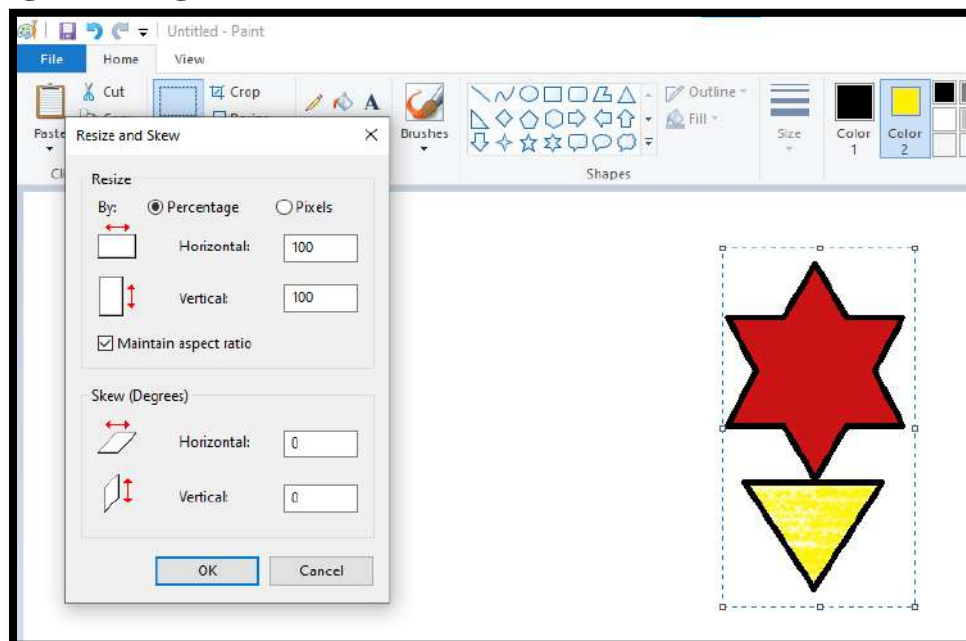 Untitled - Paint
File Home View
Cut
Crop
Paste
A
Brushes
Outline
Fill
Size
Color 1
Color 2
Shapes
Resize and Skew
Resize
By: Percentage Pixels
Horizontal: 100
Vertical: 100
Maintain aspect ratio
Skew (Degrees)
Horizontal: 0
Vertical: 0
OK Cancel